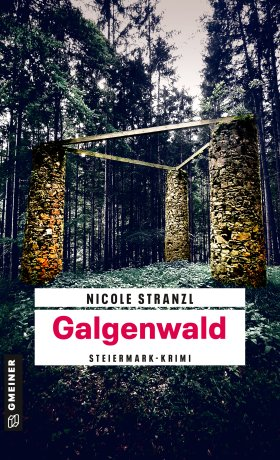 NICOLE STRANZL
Galgenwald
STEIERMARK-KRIMI
GMEINER